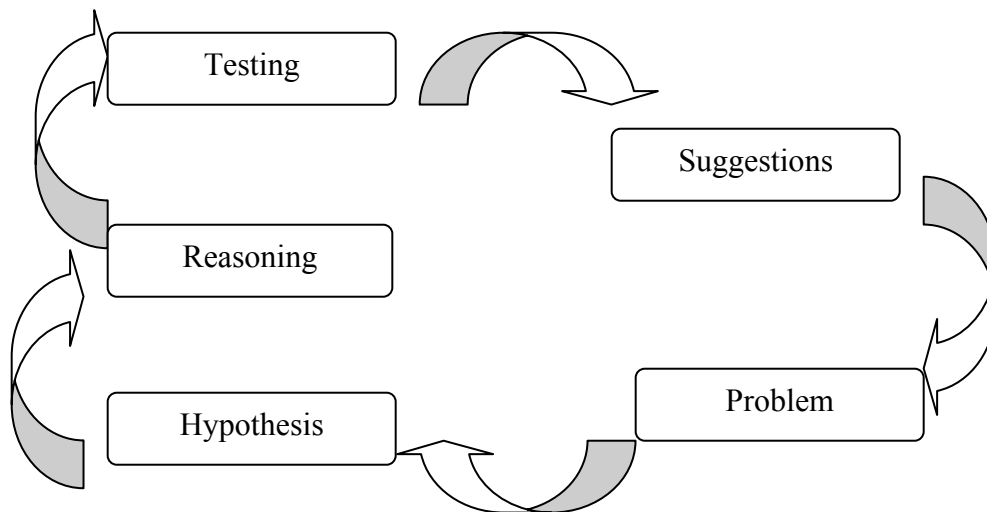 Testing
Suggestions
Reasoning
Problem
Hypothesis